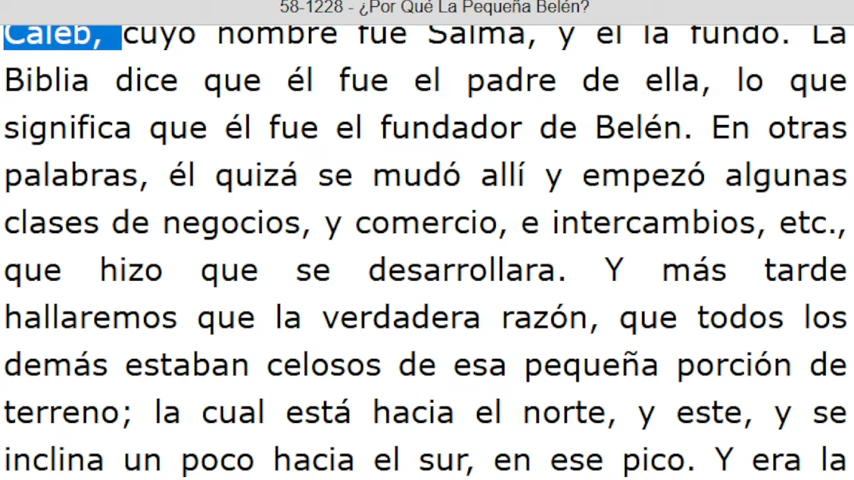 58-1228 - ¿Por Qué La Pequeña Belén?
Caleb, cuyo nombre fue Salma, y él la fundó. La
Biblia dice que él fue el padre de ella, lo que
significa que él fue el fundador de Belén. En otras
palabras, él quizá se mudó allí y empezó algunas
clases de negocios, y comercio, e intercambios, etc.,
que hizo que se desarrollara. Y más tarde
hallaremos que la verdadera razón, que todos los
demás estaban celosos de esa pequeña porción de
terreno; la cual está hacia el norte, y este, y se
inclina un poco hacia el sur, en ese pico. Y era la